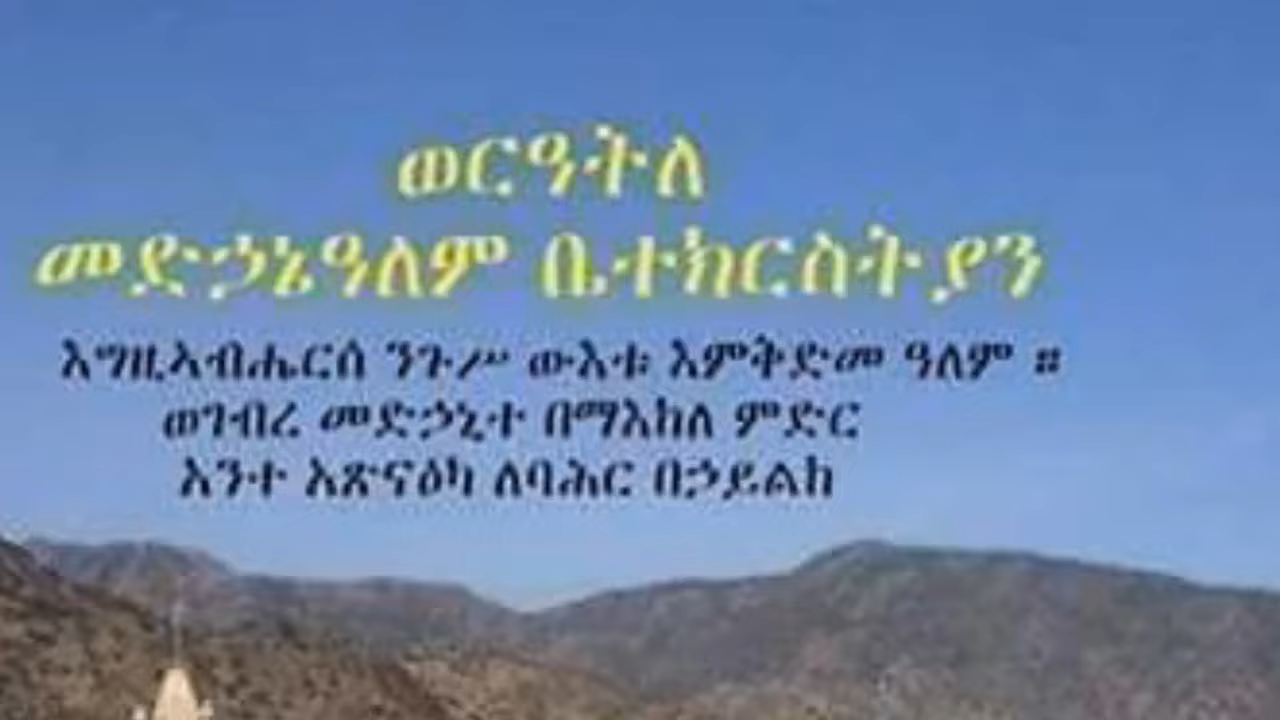 ወርዓትለ
መድኃኔዓለም ቤተክርስትያን
እግዚአብሔርሰ ንጉሥ ውእቱ እምቅድመ ዓለም ።
ወገብረ መድኃኒተ በማእከለ ምድር
አንተ አጽናዕካ ለባሕር በኃይልከ